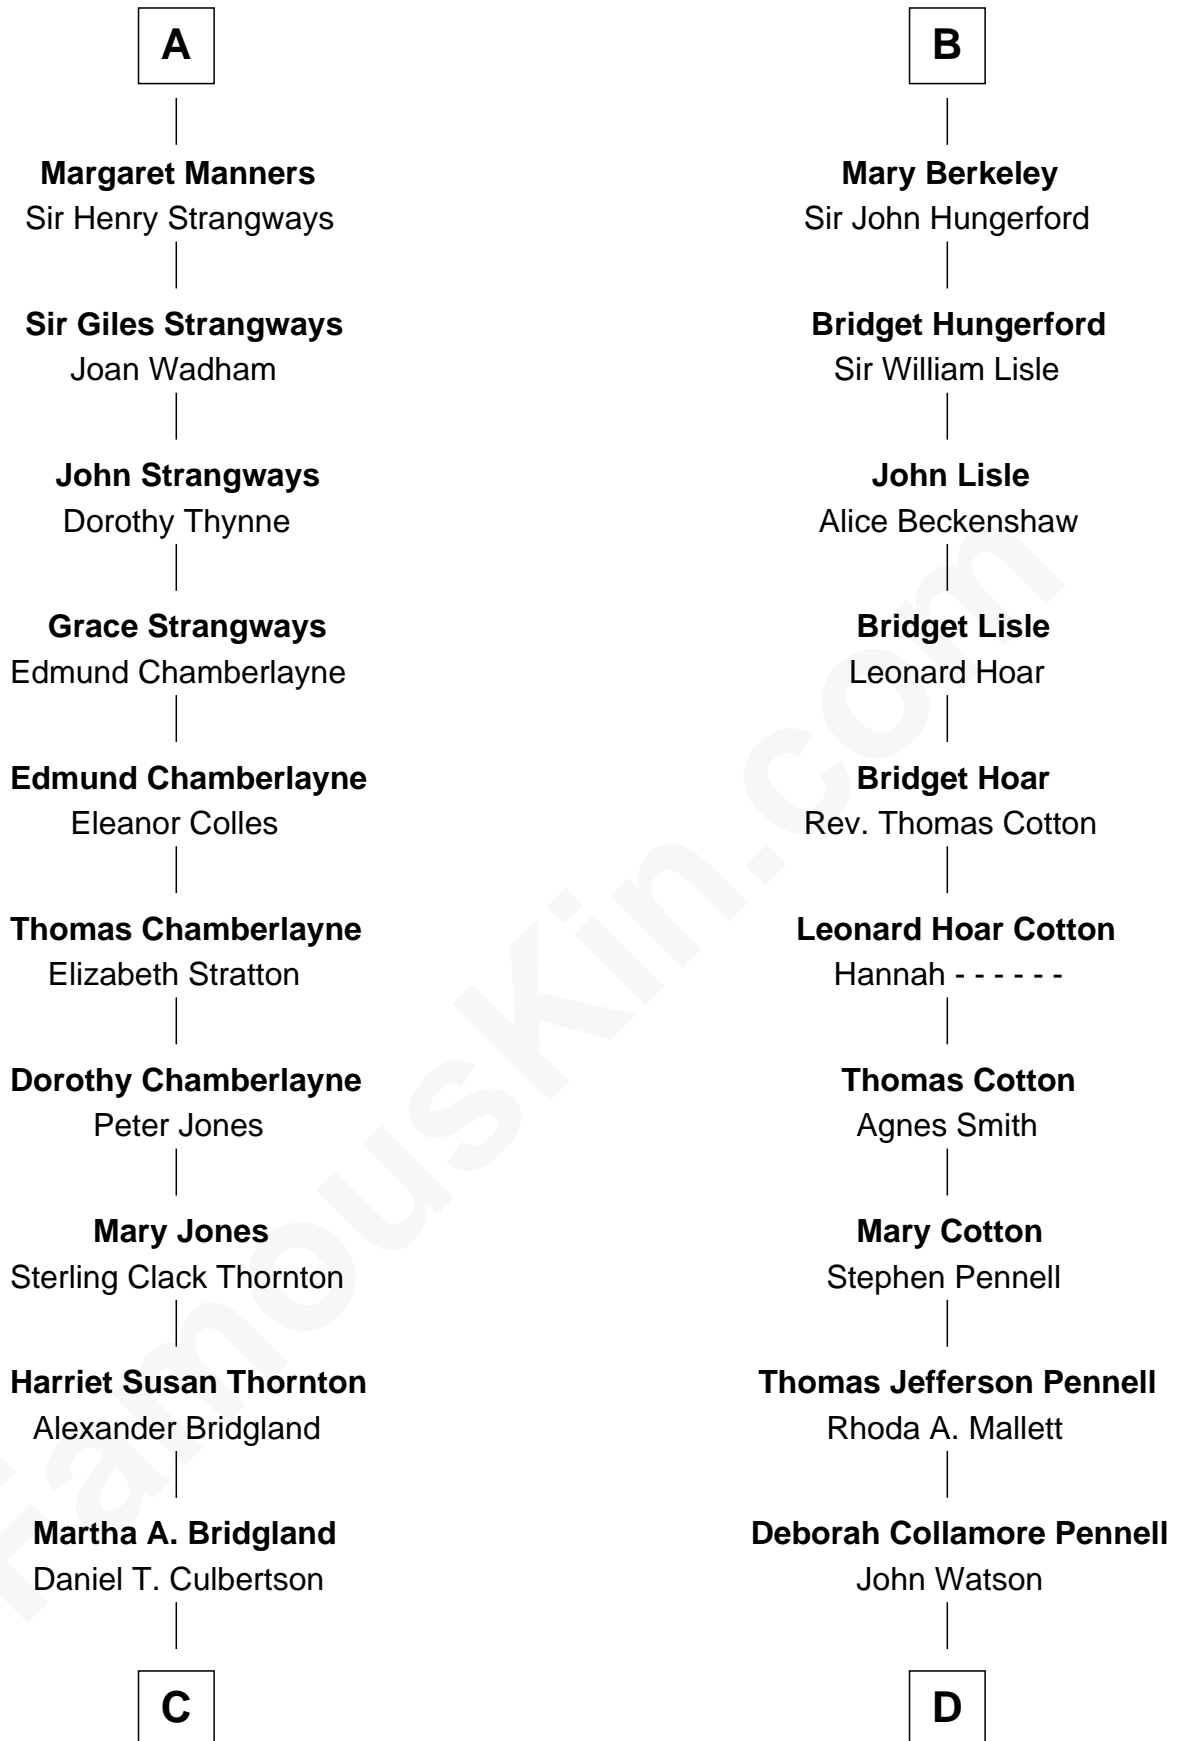 A
Margaret Manners
Sir Henry Strangways
Sir Giles Strangways
Joan Wadham
John Strangways
Dorothy Thynne
Grace Strangways
Edmund Chamberlayne
Edmund Chamberlayne
Eleanor Colles
Thomas Chamberlayne
Elizabeth Stratton
Dorothy Chamberlayne
Peter Jones
Mary Jones
Sterling Clack Thornton
Harriet Susan Thornton
Alexander Bridgland
Martha A. Bridgland
Daniel T. Culbertson
C
B
Mary Berkeley
Sir John Hungerford
Bridget Hungerford
Sir William Lisle
John Lisle
Alice Beckenshaw
Bridget Lisle
Leonard Hoar
Bridget Hoar
Rev. Thomas Cotton
Leonard Hoar Cotton
Hannah - - - - - -
Thomas Cotton
Agnes Smith
Mary Cotton
Stephen Pennell
Thomas Jefferson Pennell
Rhoda A. Mallett
Deborah Collamore Pennell
John Watson
D
FamousKin.com